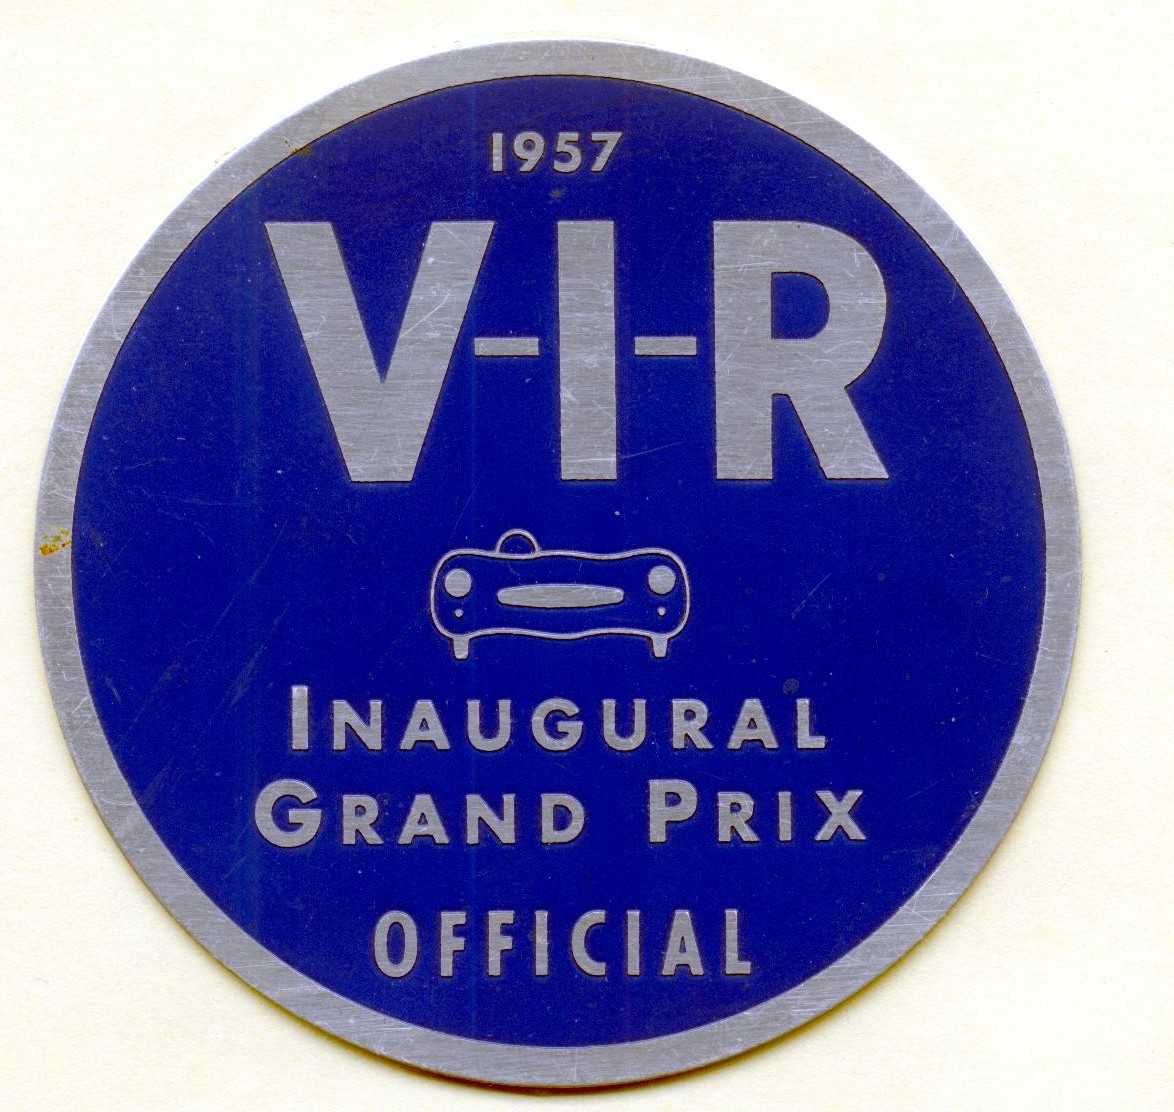 1957
V-I-R
INAUGURAL
GRAND PRIX
OFFICIAL